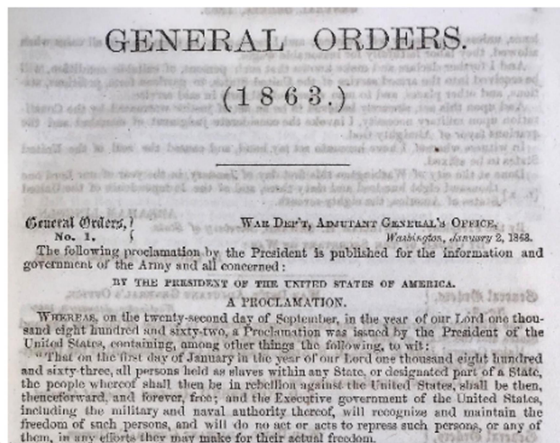 GENERAL ORDERS.
(1863.)
General Orders,
No. 1.
WAR DEP'T, ADJUTANT GENERAL'S OFFICE,
Washington, January 2, 1863.
The following proclamation by the President is published for the information and
government of the Army and all concerned:
BY THE PRESIDENT OF THE UNITED STATES OF AMERICA.
A PROCLAMATION.
WHEREAS, on the twenty-second day of September, in the year of our Lord one thou-
sand eight hundred and sixty-two, a Proclamation was issued by the President of the
United States, containing, among other things the following, to wit:
"That on the first day of January in the year of our Lord one thousand eight hundred
and sixty-three, all persons held as slaves within any State, or designated part of a State,
the people whereof shall then be in rebellion against the United States, shall be then,
thenceforward, and forever, free; and the Executive government of the United States,
including the military and naval authority thereof, will recognize and maintain the
freedom of such persons, and will do no act or acts to repress such persons, or any of
them, in any efforts they may make for their actual freedom.